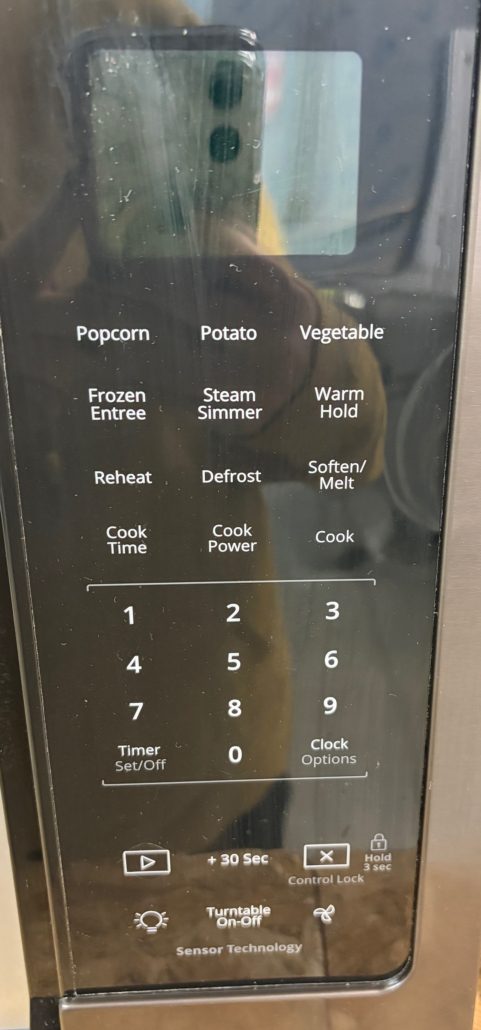 Popcorn Potato Vegetable
Frozen Steam Warm
Entree Simmer Hold
Reheat Defrost Soften/
Melt
Cook Cook Cook
Time Power
1 2 3
4 5 6
7 8 9
Timer 0 Clock
Set/Off Options
+ 30 Sec Hold
3 sec
Control Lock
Turntable
On-Off
Sensor Technology